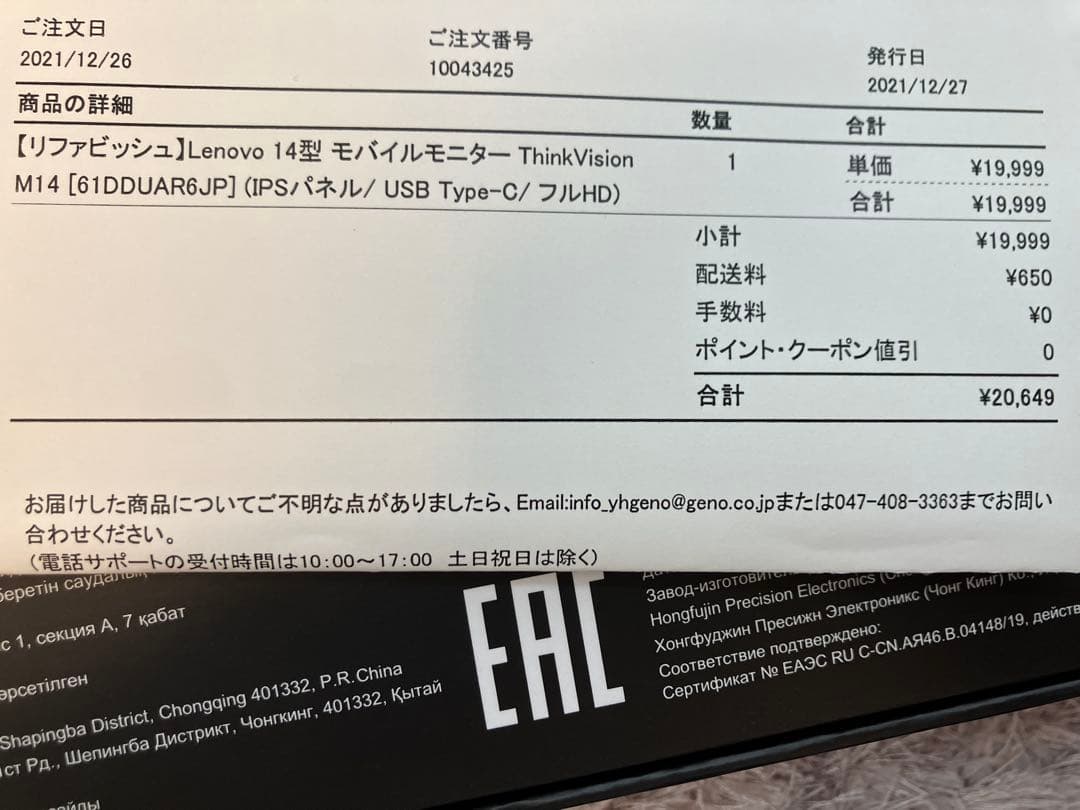 ご注文日
2021/12/26
ご注文番号
10043425
発行日
2021/12/27
商品の詳細
数量
合計
【リファビッシュ】Lenovo 14型 モバイルモニター ThinkVision
M14 [61DDUAR6JP] (IPSパネル/ USB Type-C/ フルHD)
1
単価 ¥19,999
合計 ¥19,999
小計 ¥19,999
配送料 ¥650
手数料 ¥0
ポイント・クーポン値引 0
合計 ¥20,649
お届けした商品についてご不明な点がありましたら、Email:info_yhgeno@geno.co.jpまたは047-408-3363までお問い
合わせください。
(電話サポートの受付時間は10:00～17:00 土日祝日は除く)
с 1, секция А, 7 қабат
Shapingba District, Chongqing 401332, P.R.China
Рд., Шепингба Дистрикт, Чонгкинг, 401332, Қытай
EAC
Завод-изготовитель
Hongfujin Precision Electronics
Хонгфуджин Пресижн Электроникс (Чонг Кинг) Ко.,
Соответствие подтверждено:
Сертификат № ЕАЭС RU C-CN.АЯ46.В.04148/19,